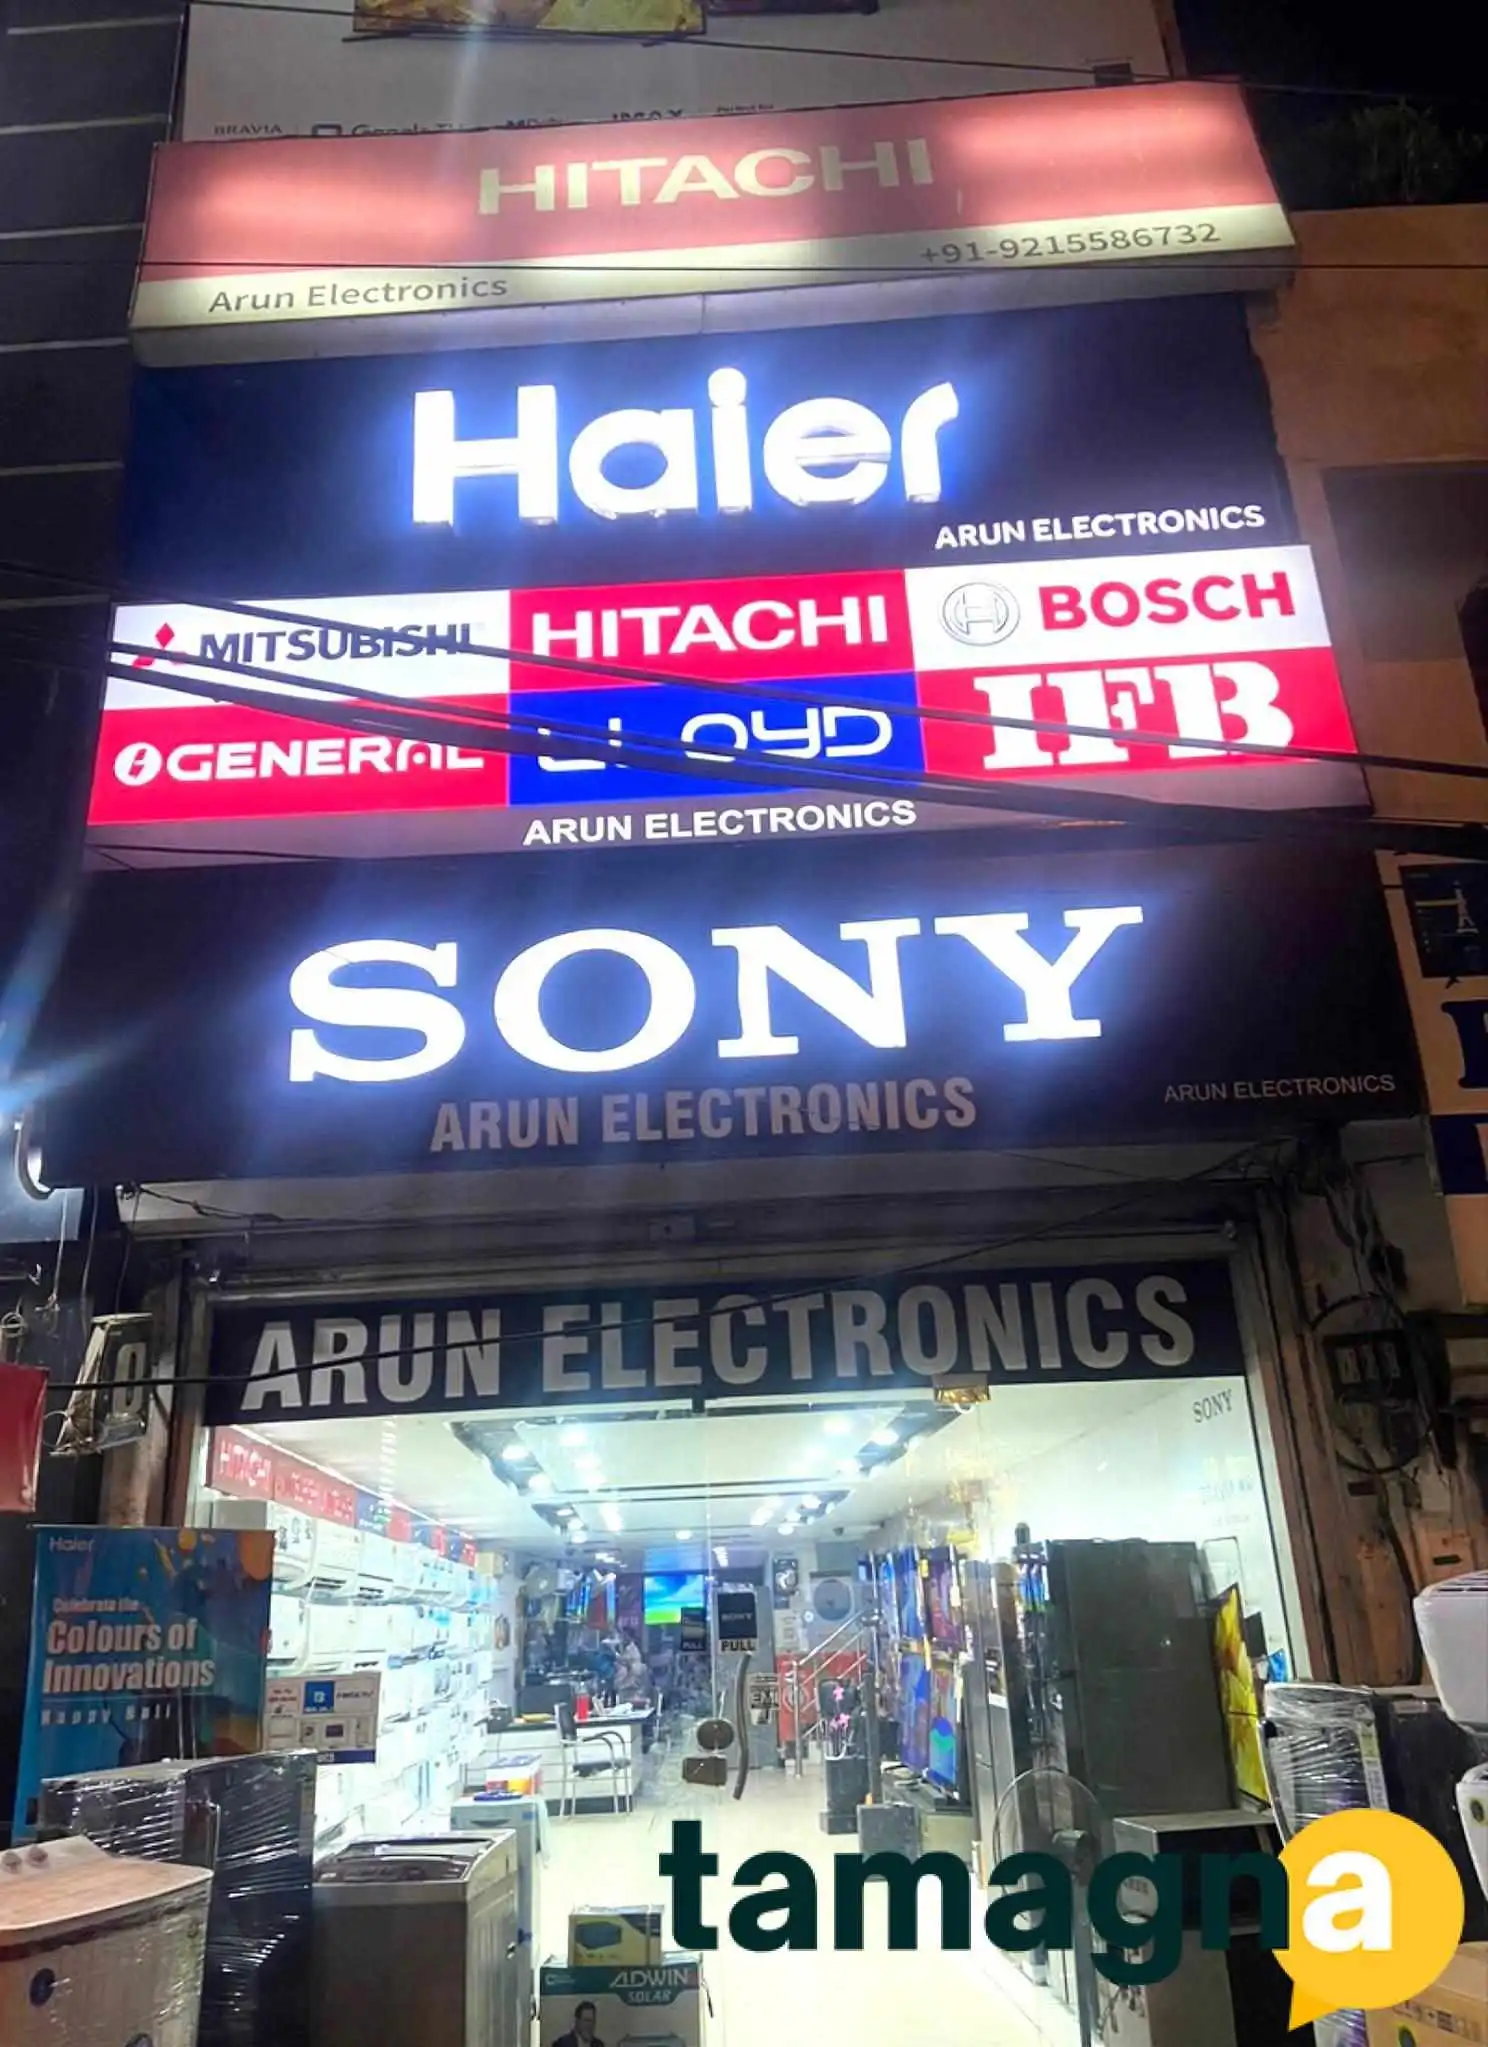 BRAVIA
HITACHI
+91-9215586732
Arun Electronics
Haier
ARUN ELECTRONICS
MITSUBISHI HITACHI BOSCH
GENERAL LLOYD IFB
ARUN ELECTRONICS
SONY
ARUN ELECTRONICS
ARUN ELECTRONICS
ARUN ELECTRONICS
SONY
HITACHI
Haier
Celebrate the
Colours of
Innovations
SONY
PULL
tamagna
ADWIN
SOLAR